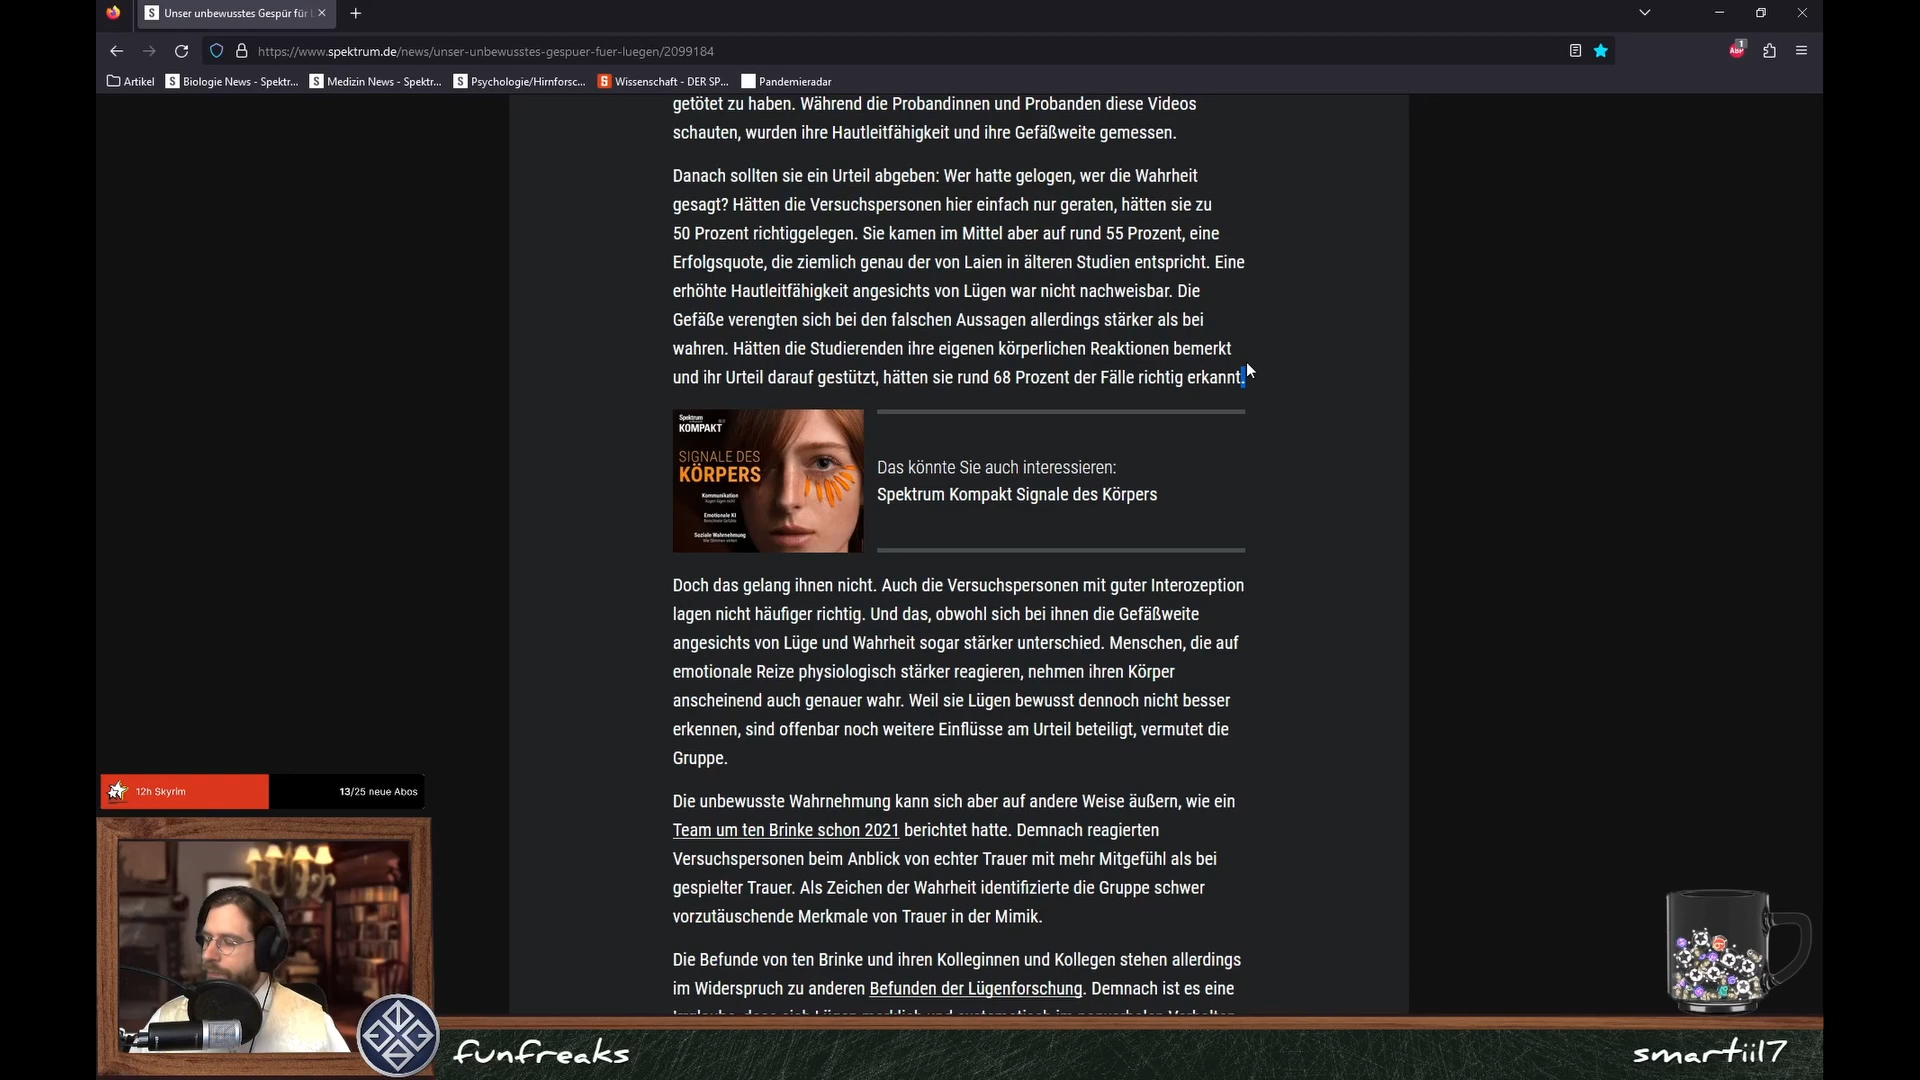 Unser unbewusstes Gespür für L
https://www.spektrum.de/news/unser-unbewusstes-gespuer-fuer-luegen/2099184
Artikel
Biologie News - Spektr...
Medizin News - Spektr...
Psychologie/Hirnforsc...
Wissenschaft - DER SP...
Pandemieradar
getötet zu haben. Während die Probandinnen und Probanden diese Videos
schauten, wurden ihre Hautleitfähigkeit und ihre Gefäßweite gemessen.
Danach sollten sie ein Urteil abgeben: Wer hatte gelogen, wer die Wahrheit
gesagt? Hätten die Versuchspersonen hier einfach nur geraten, hätten sie zu
50 Prozent richtiggelegen. Sie kamen im Mittel aber auf rund 55 Prozent, eine
Erfolgsquote, die ziemlich genau der von Laien in älteren Studien entspricht. Eine
erhöhte Hautleitfähigkeit angesichts von Lügen war nicht nachweisbar. Die
Gefäße verengten sich bei den falschen Aussagen allerdings stärker als bei
wahren. Hätten die Studierenden ihre eigenen körperlichen Reaktionen bemerkt
und ihr Urteil darauf gestützt, hätten sie rund 68 Prozent der Fälle richtig erkannt.
Spektrum
KOMPAKT
SIGNALE DES
KÖRPERS
Kommunikation
Augen lügen nicht
Emotionale KI
Berechnete Gefühle
Soziale Wahrnehmung
Wie Stimmen wirken
Das könnte Sie auch interessieren:
Spektrum Kompakt Signale des Körpers
Doch das gelang ihnen nicht. Auch die Versuchspersonen mit guter Interozeption
lagen nicht häufiger richtig. Und das, obwohl sich bei ihnen die Gefäßweite
angesichts von Lüge und Wahrheit sogar stärker unterschied. Menschen, die auf
emotionale Reize physiologisch stärker reagieren, nehmen ihren Körper
anscheinend auch genauer wahr. Weil sie Lügen bewusst dennoch nicht besser
erkennen, sind offenbar noch weitere Einflüsse am Urteil beteiligt, vermutet die
Gruppe.
Die unbewusste Wahrnehmung kann sich aber auf andere Weise äußern, wie ein
Team um ten Brinke schon 2021 berichtet hatte. Demnach reagierten
Versuchspersonen beim Anblick von echter Trauer mit mehr Mitgefühl als bei
gespielter Trauer. Als Zeichen der Wahrheit identifizierte die Gruppe schwer
vorzutäuschende Merkmale von Trauer in der Mimik.
Die Befunde von ten Brinke und ihren Kolleginnen und Kollegen stehen allerdings
im Widerspruch zu anderen Befunden der Lügenforschung. Demnach ist es eine
12h Skyrim
13/25 neue Abos
funfreaks
smartiil7